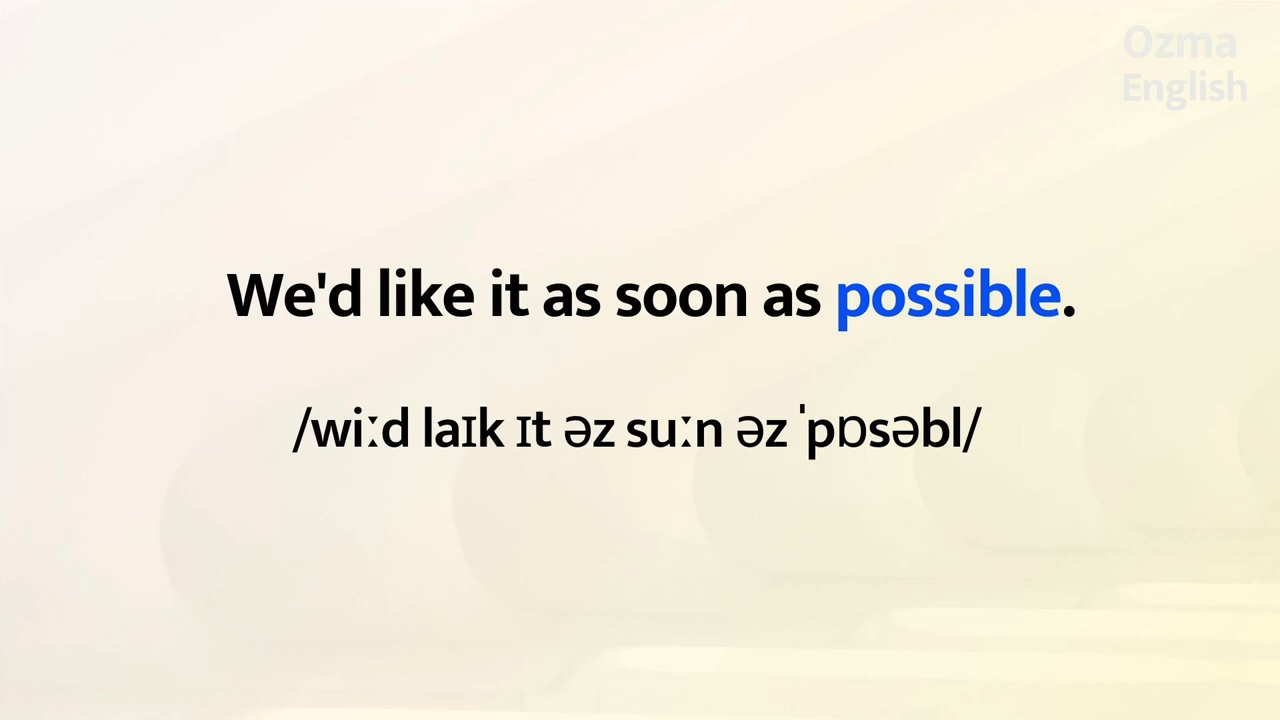 Ozma
English
We'd like it as soon as possible.
/wiːd laɪk ɪt əz suːn əz ˈpɒsəbl/